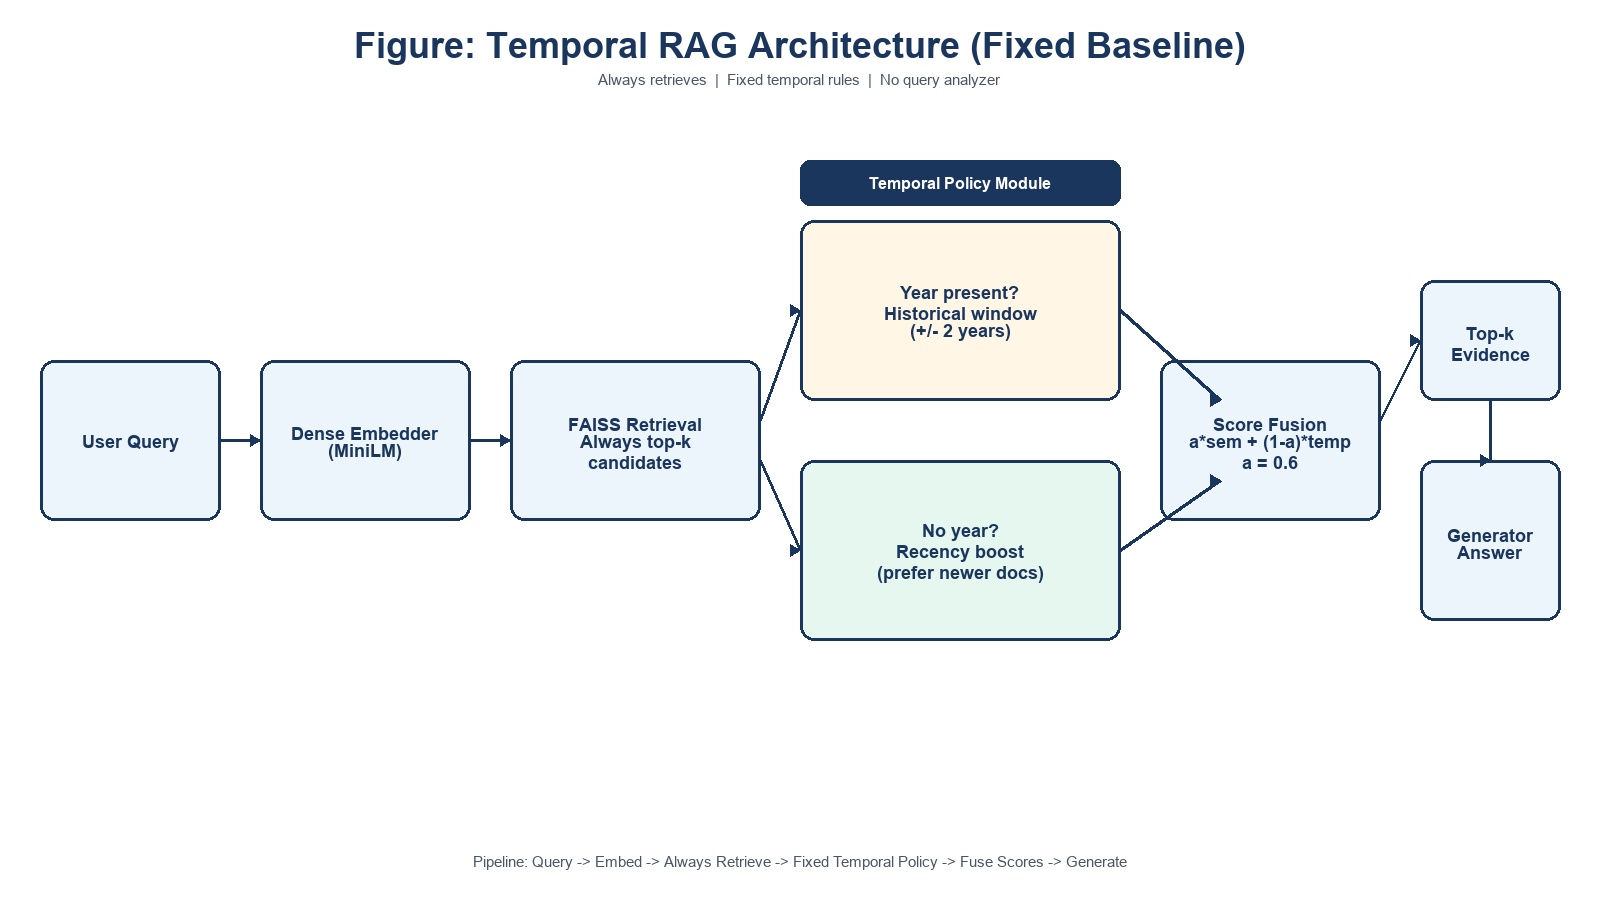 Figure: Temporal RAG Architecture (Fixed Baseline)
Always retrieves | Fixed temporal rules | No query analyzer
Temporal Policy Module
User Query
Dense Embedder
(MiniLM)
FAISS Retrieval
Always top-k
candidates
Year present?
Historical window
(+/- 2 years)
No year?
Recency boost
(prefer newer docs)
Score Fusion
a*sem + (1-a)*temp
a = 0.6
Top-k
Evidence
Generator
Answer
Pipeline: Query -> Embed -> Always Retrieve -> Fixed Temporal Policy -> Fuse Scores -> Generate